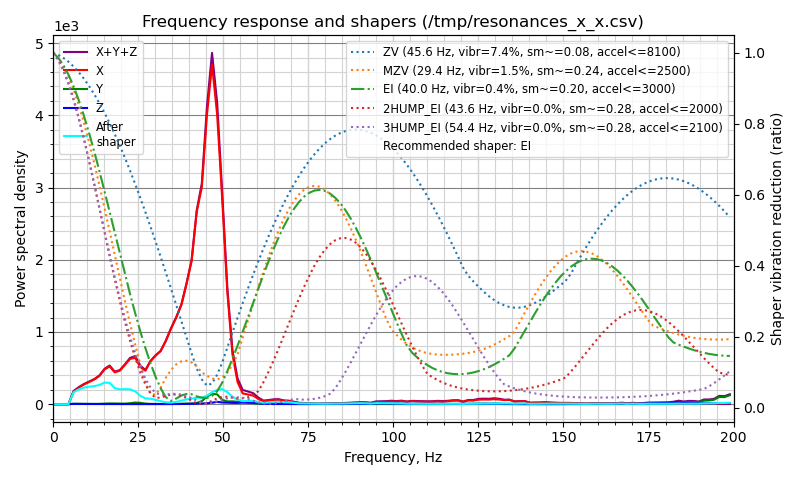 Frequency response and shapers (/tmp/resonances_x_x.csv)
1e3
X+Y+Z
X
Y
Z
After
shaper
ZV (45.6 Hz, vibr=7.4%, sm~=0.08, accel<=8100)
MZV (29.4 Hz, vibr=1.5%, sm~=0.24, accel<=2500)
EI (40.0 Hz, vibr=0.4%, sm~=0.20, accel<=3000)
2HUMP_EI (43.6 Hz, vibr=0.0%, sm~=0.28, accel<=2000)
3HUMP_EI (54.4 Hz, vibr=0.0%, sm~=0.28, accel<=2100)
Recommended shaper: EI
5
4
3
2
1
0
Power spectral density
1.0
0.8
0.6
0.4
0.2
0.0
Shaper vibration reduction (ratio)
0 25 50 75 100 125 150 175 200
Frequency, Hz